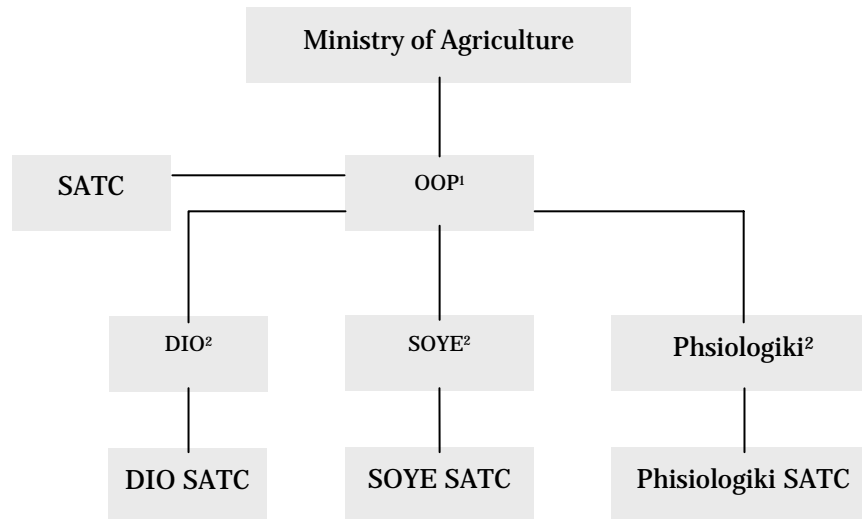 Ministry of Agriculture
SATC
OOP¹
DIO²
SOYE²
Phsiologiki²
DIO SATC
SOYE SATC
Phisiologiki SATC